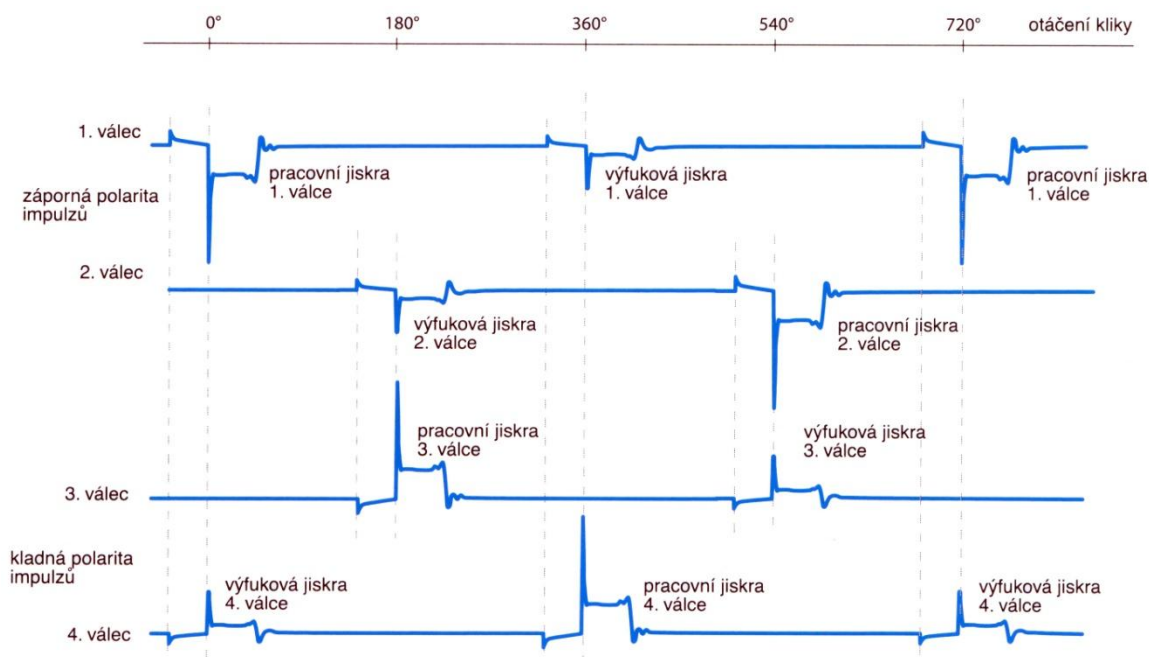 0° 180° 360° 540° 720° otáčení kliky
1. válec
pracovní jiskra
1. válce
výfuková jiskra
1. válce
pracovní jiskra
1. válce
záporná polarita
impulzů
2. válec
výfuková jiskra
2. válce
pracovní jiskra
2. válce
pracovní jiskra
3. válce
výfuková jiskra
3. válce
3. válec
kladná polarita
impulzů
výfuková jiskra
4. válce
pracovní jiskra
4. válce
výfuková jiskra
4. válce
4. válec